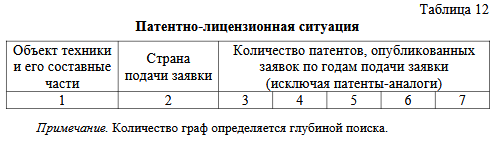 Таблица 12
Патентно-лицензионная ситуация
Объект техники
и его составные
части
Страна
подачи заявки
Количество патентов, опубликованных
заявок по годам подачи заявки
(исключая патенты-аналоги)
1 2 3 4 5 6 7
Примечание. Количество граф определяется глубиной поиска.